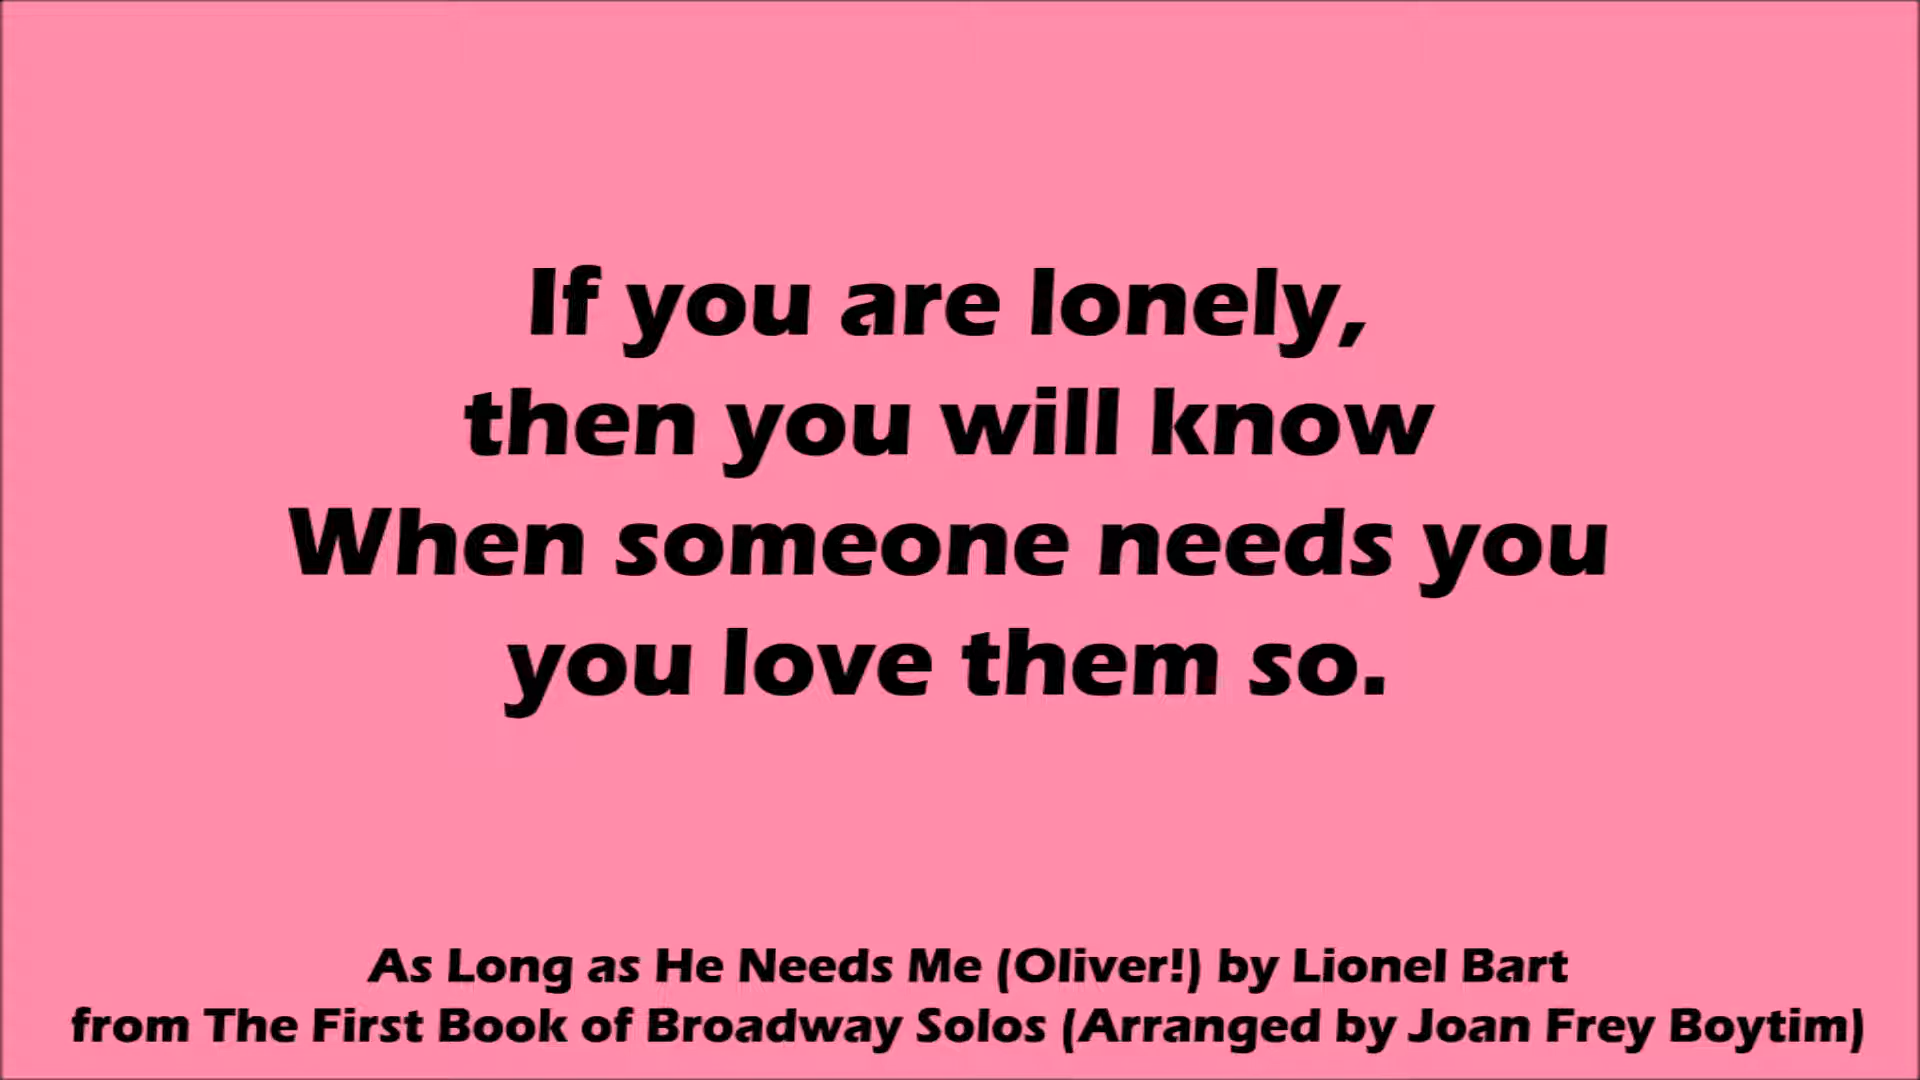 If you are lonely,
then you will know
When someone needs you
you love them so.
As Long as He Needs Me (Oliver!) by Lionel Bart
from The First Book of Broadway Solos (Arranged by Joan Frey Boytim)